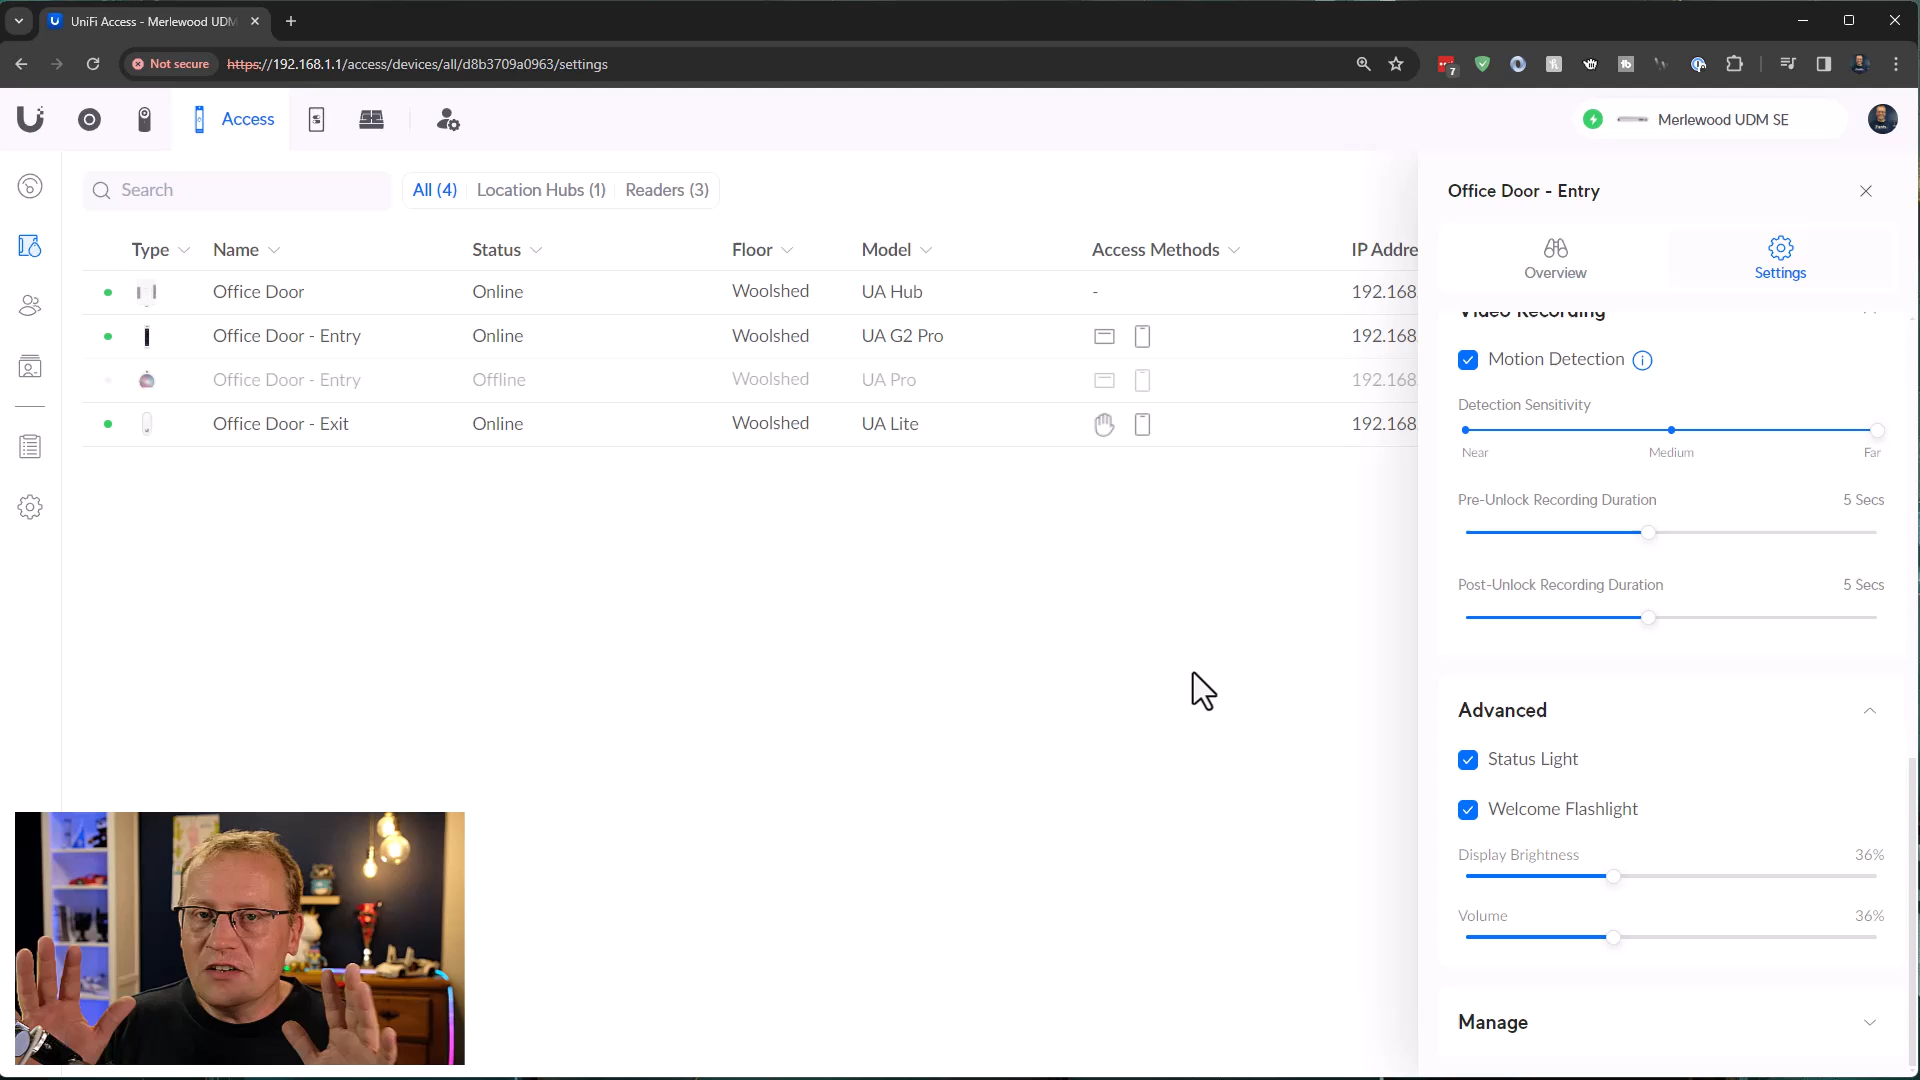 UniFi Access - Merlewood UDM
Not secure
https://192.168.1.1/access/devices/all/d8b3709a0963/settings
7
Access
Merlewood UDM SE
Search
All (4)
Location Hubs (1)
Readers (3)
Type
Name
Status
Floor
Model
Access Methods
IP Addre
Office Door
Online
Woolshed
UA Hub
-
192.168
Office Door - Entry
Online
Woolshed
UA G2 Pro
192.168
Office Door - Entry
Offline
Woolshed
UA Pro
192.168
Office Door - Exit
Online
Woolshed
UA Lite
192.168
Office Door - Entry
Overview
Settings
Video Recording
Motion Detection
Detection Sensitivity
Near
Medium
Far
Pre-Unlock Recording Duration
5 Secs
Post-Unlock Recording Duration
5 Secs
Advanced
Status Light
Welcome Flashlight
Display Brightness
36%
Volume
36%
Manage